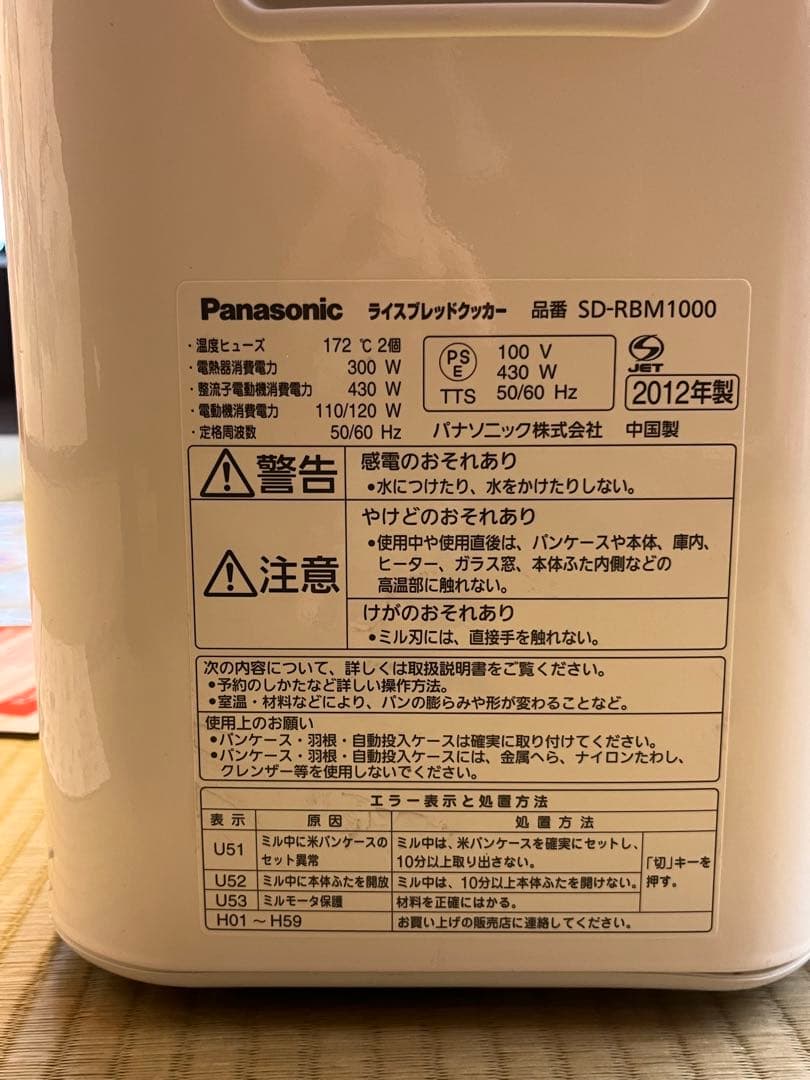 Panasonic ライスブレッドクッカー 品番 SD-RBM1000
・温度ヒューズ 172 ℃ 2個
・電熱器消費電力 300 W
・整流子電動機消費電力 430 W
・電動機消費電力 110/120 W
・定格周波数 50/60 Hz
PS
E
TTS
100 V
430 W
50/60 Hz
JET
2012年製
パナソニック株式会社 中国製
警告
感電のおそれあり
●水につけたり、水をかけたりしない。
注意
やけどのおそれあり
●使用中や使用直後は、パンケースや本体、庫内、
ヒーター、ガラス窓、本体ふた内側などの
高温部に触れない。
けがのおそれあり
●ミル刃には、直接手を触れない。
次の内容について、詳しくは取扱説明書をご覧ください。
●予約のしかたなど詳しい操作方法。
●室温・材料などにより、パンの膨らみや形が変わることなど。
使用上のお願い
●パンケース・羽根・自動投入ケースは確実に取り付けてください。
●パンケース・羽根・自動投入ケースには、金属へら、ナイロンたわし、
クレンザー等を使用しないでください。
エラー表示と処置方法
表示 原因 処置方法
U51 ミル中に米パンケースの
セット異常
ミル中は、米パンケースを確実にセットし、
10分以上取り出さない。
U52 ミル中に本体ふたを開放 ミル中は、10分以上本体ふたを開けない。
U53 ミルモータ保護 材料を正確にはかる。
「切」キーを
押す。
H01～H59 お買い上げの販売店に連絡してください。